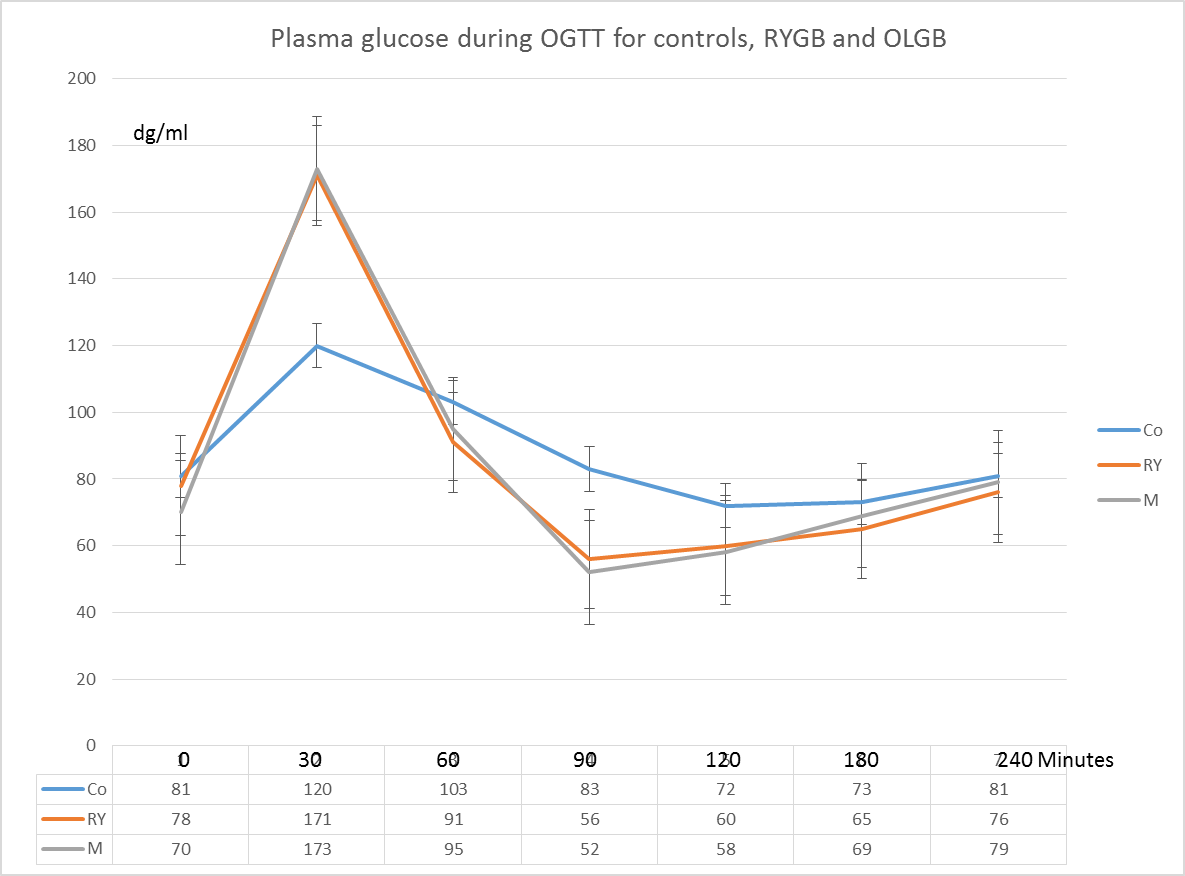 Plasma glucose during OGTT for controls, RYGB and OLGB
200
dg/ml
180
160
140
120
100
80
60
40
20
0
Co
RY
M
0 30 60 90 120 180 240 Minutes
Co 81 120 103 83 72 73 81
RY 78 171 91 56 60 65 76
M 70 173 95 52 58 69 79